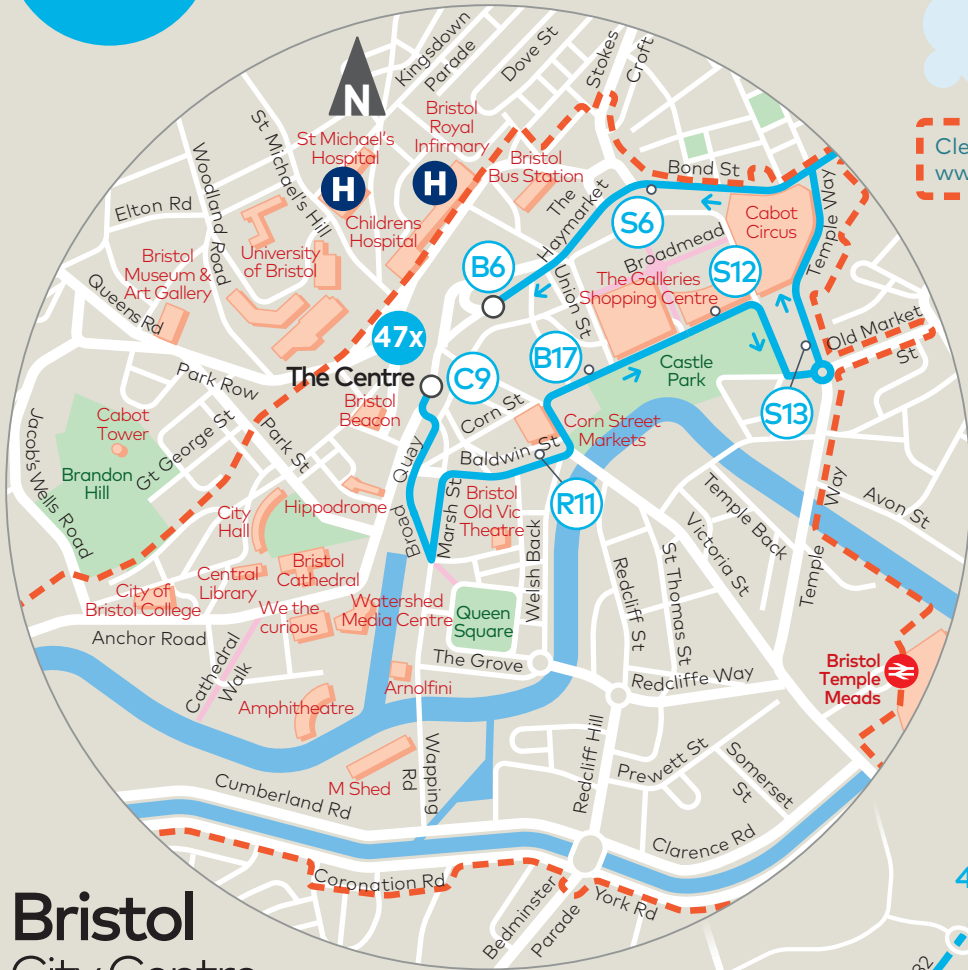 Kingsdown
Parade
Dove St
Stokes
Croft
N
St Michael's
Hospital
H
Bristol
Royal
Infirmary
H
Bristol
Bus Station
Bond St
Cle
ww
St Michael's Hill
Woodland Road
Elton Rd
Childrens
Hospital
The
Haymarket
S6
Cabot
Circus
Temple Way
University
of Bristol
Bristol
Museum &
Art Gallery
Queens Rd
B6
Broadmead
The Galleries
Shopping Centre
S12
Union St
47x
The Centre
C9
B17
Castle
Park
Old Market
St
S13
Park Row
Bristol
Beacon
Corn St
Corn Street
Markets
Jacob's Wells Road
Cabot
Tower
Brandon
Hill
Gt George St
Park St
Broad
Quay
Baldwin St
Marsh St
R11
City
Hall
Hippodrome
Bristol
Old Vic
Theatre
Temple Back
Victoria St
Avon St
Temple
Way
Welsh Back
Bristol
Cathedral
Central
Library
City of
Bristol College
We the
curious
Watershed
Media Centre
Queen
Square
Redcliff St
St Thomas St
Anchor Road
Cathedral
Walk
The Grove
Redcliffe Way
Bristol
Temple
Meads
Arnolfini
Amphitheatre
Wapping
Rd
Redcliff Hill
Prewett St
Somerset
St
M Shed
Cumberland Rd
Clarence Rd
Coronation Rd
Bedminster
Parade
York Rd
4
32
Bristol
City Centre